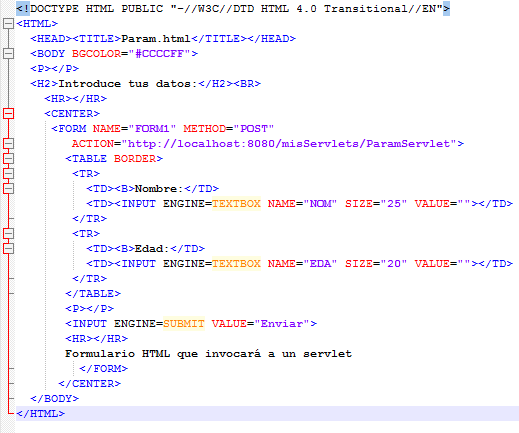 <!DOCTYPE HTML PUBLIC "-//W3C//DTD HTML 4.0 Transitional//EN">
<HTML>
<HEAD><TITLE>Param.html</TITLE></HEAD>
<BODY BGCOLOR="#CCCCFF">
<P></P>
<H2>Introduce tus datos:</H2><BR>
<HR></HR>
<CENTER>
<FORM NAME="FORM1" METHOD="POST"
ACTION="http://localhost:8080/misServlets/ParamServlet">
<TABLE BORDER>
<TR>
<TD><B>Nombre:</TD>
<TD><INPUT ENGINE=TEXTBOX NAME="NOM" SIZE="25" VALUE=""></TD>
</TR>
<TR>
<TD><B>Edad:</TD>
<TD><INPUT ENGINE=TEXTBOX NAME="EDA" SIZE="20" VALUE=""></TD>
</TR>
</TABLE>
<P></P>
<INPUT ENGINE=SUBMIT VALUE="Enviar">
<HR></HR>
Formulario HTML que invocará a un servlet
</FORM>
</CENTER>
</BODY>
</HTML>